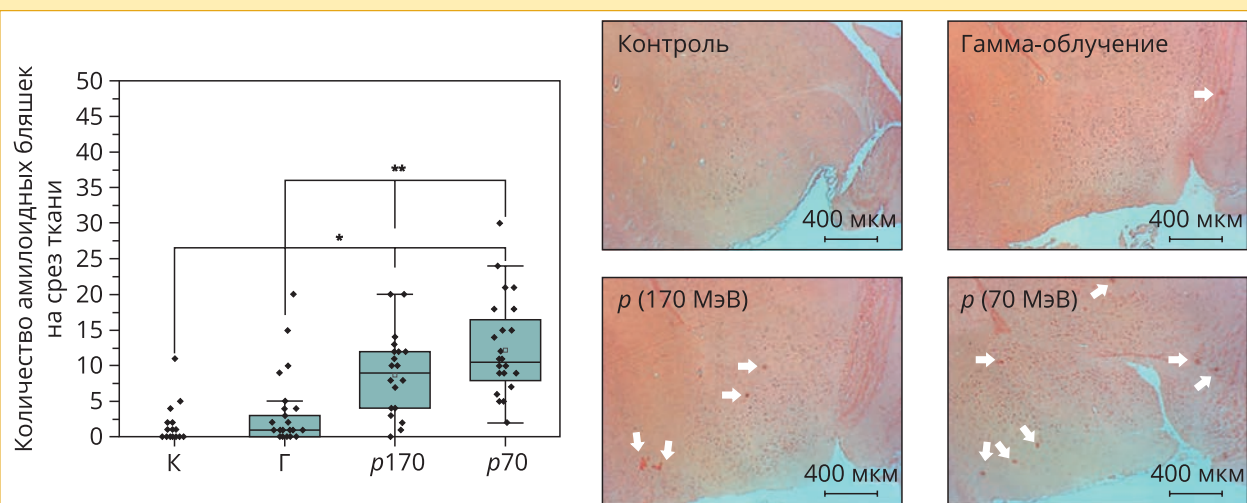 Количество амилоидных бляшек
на срез ткани
50
45
40
35
30
25
20
15
10
5
0
**
*
К
Г
p170
p70
Контроль
400 мкм
Гамма-облучение
400 мкм
p (170 МэВ)
400 мкм
p (70 МэВ)
400 мкм